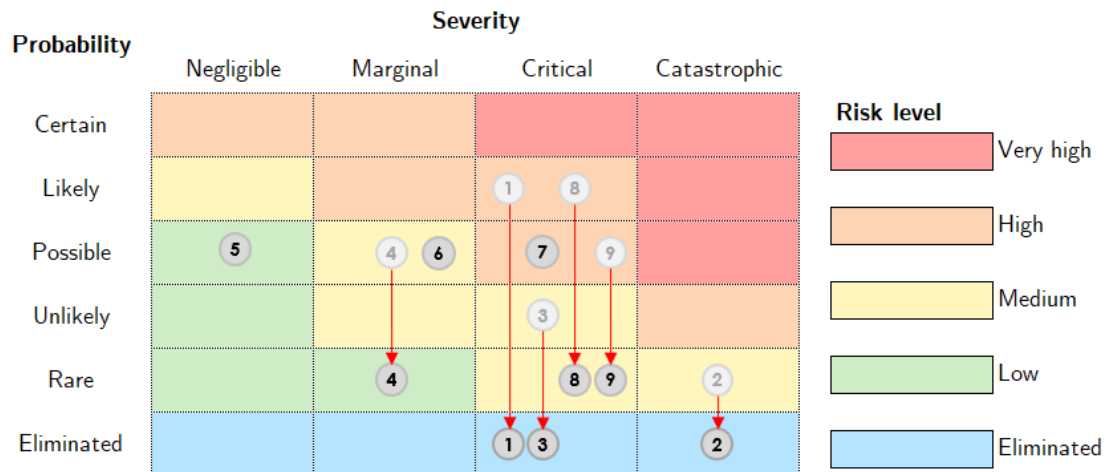 Severity
Probability
Negligible Marginal Critical Catastrophic
Risk level
Certain
Very high
Likely 1 8
High
Possible 5 4 6 7 9
Medium
Unlikely 3
Rare 4 8 9 2
Low
Eliminated 1 3 2
Eliminated